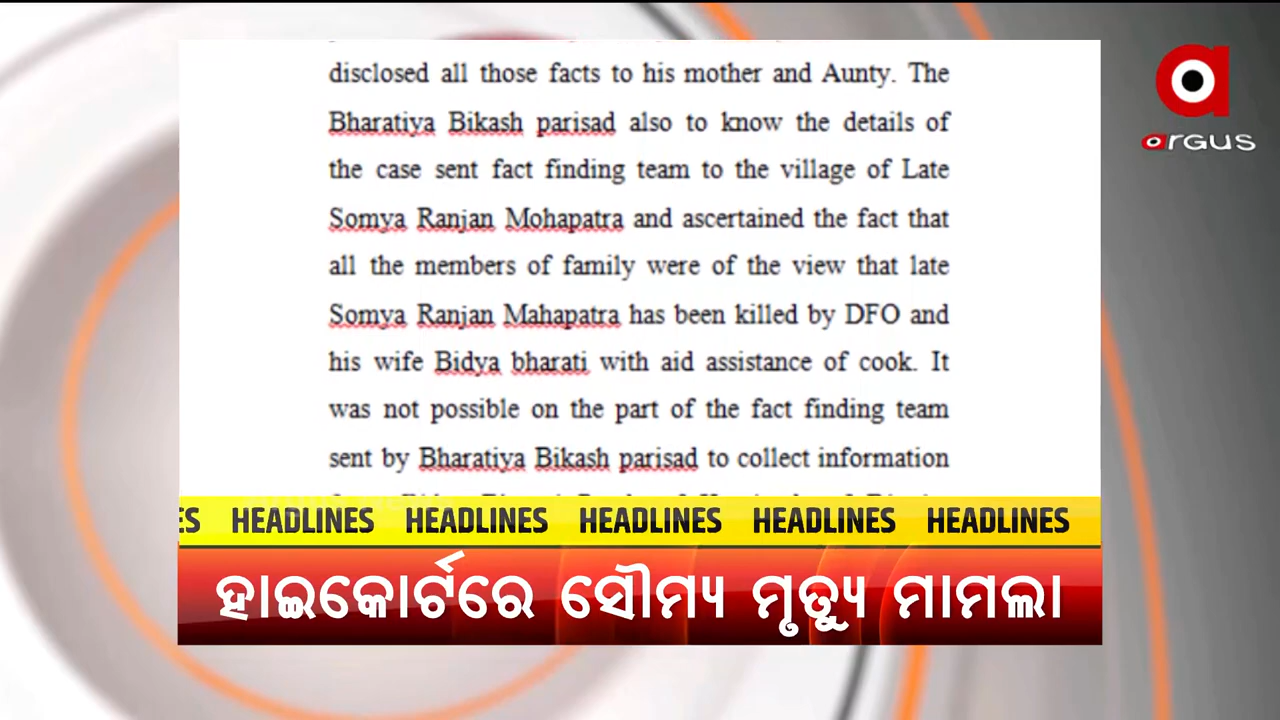 disclosed all those facts to his mother and Aunty. The
Bharatiya Bikash parisad also to know the details of
the case sent fact finding team to the village of Late
Somya Ranjan Mohapatra and ascertained the fact that
all the members of family were of the view that late
Somya Ranjan Mahapatra has been killed by DFO and
his wife Bidya bharati with aid assistance of cook. It
was not possible on the part of the fact finding team
sent by Bharatiya Bikash parisad to collect information
argus
ES HEADLINES HEADLINES HEADLINES HEADLINES HEADLINES
ହାଇକୋର୍ଟରେ ସୌମ୍ୟ ମୃତ୍ୟୁ ମାମଲା